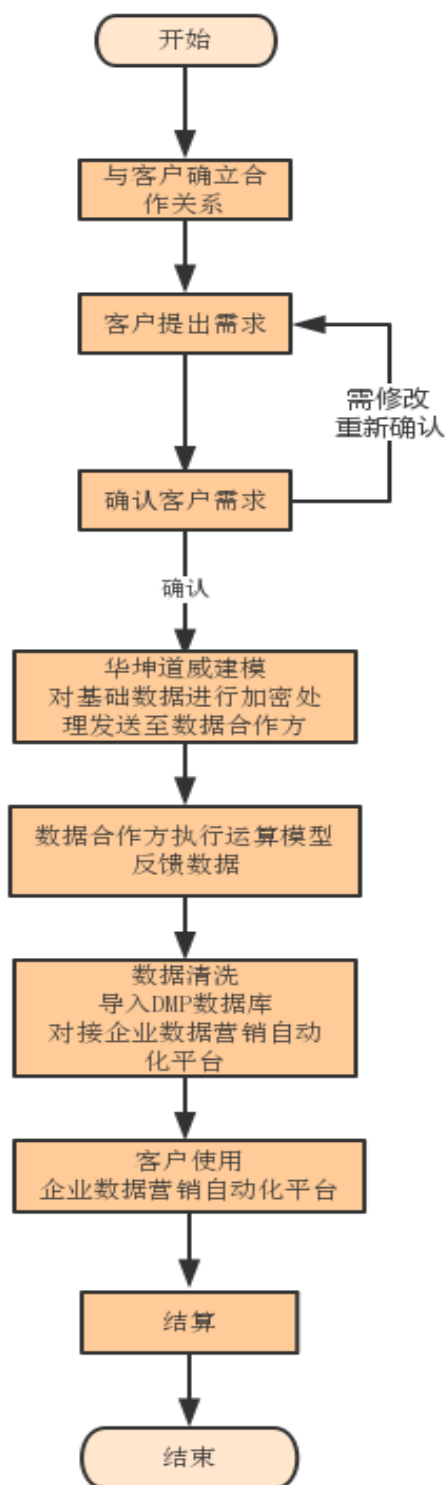 开始
与客户确立合
作关系
客户提出需求
需修改
重新确认
确认客户需求
确认
华坤道威建模
对基础数据进行加密处
理发送至数据合作方
数据合作方执行运算模型
反馈数据
数据清洗
导入DMP数据库
对接企业数据营销自动
化平台
客户使用
企业数据营销自动化平台
结算
结束